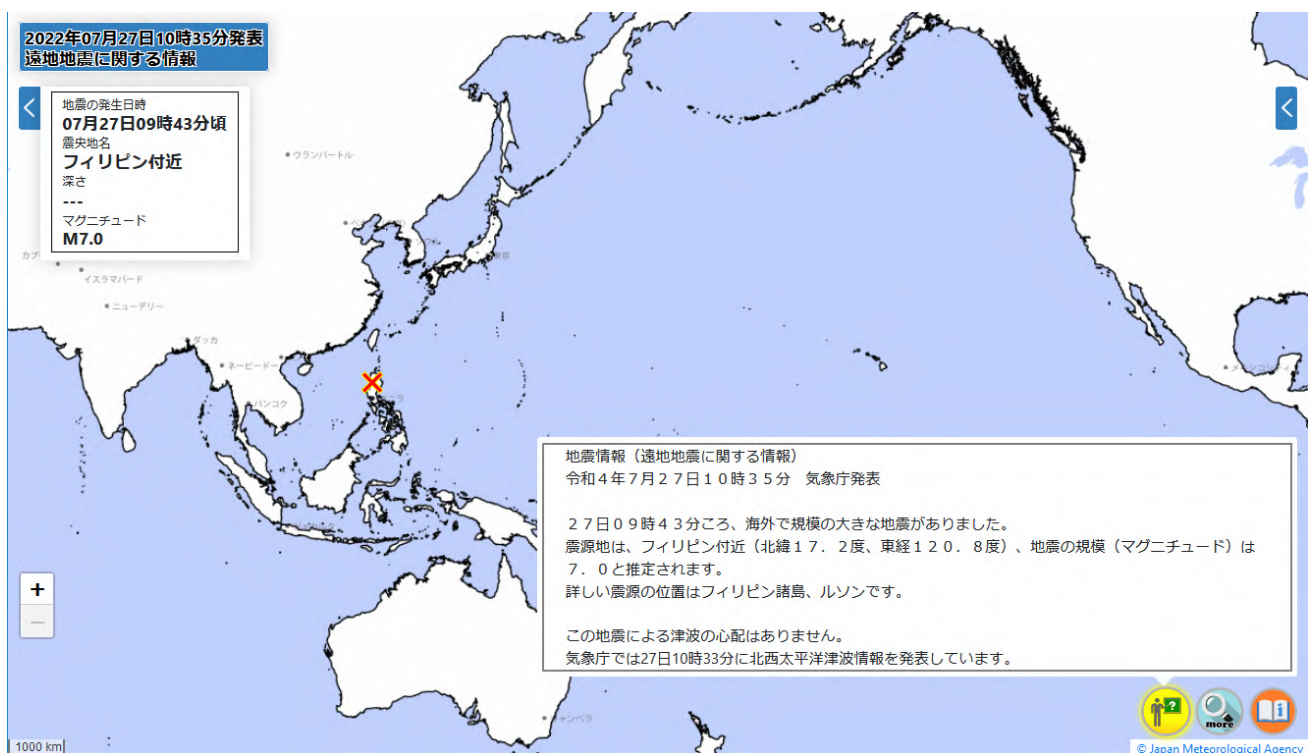 2022年07月27日10時35分発表
遠地地震に関する情報
地震の発生日時
07月27日09時43分頃
震央地名
フィリピン付近
深さ
---
マグニチュード
M7.0
ウランバートル
東京
イスラマバード
ニューデリー
ダッカ
ネーピードー
バンコク
地震情報（遠地地震に関する情報）
令和４年７月２７日１０時３５分　気象庁発表
２７日０９時４３分ころ、海外で規模の大きな地震がありました。
震源地は、フィリピン付近（北緯１７．２度、東経１２０．８度）、地震の規模（マグニチュード）は
７．０と推定されます。
詳しい震源の位置はフィリピン諸島、ルソンです。
この地震による津波の心配はありません。
気象庁では27日10時33分に北西太平洋津波情報を発表しています。
+
−
?
more
i
1000 km
© Japan Meteorological Agency